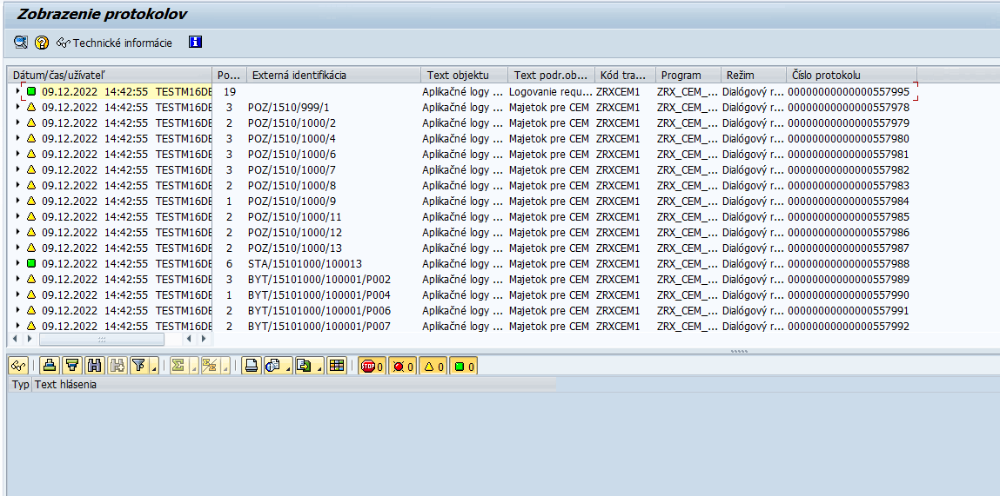 Zobrazenie protokolov
Technické informácie
Dátum/čas/užívateľ Po... Externá identifikácia Text objektu Text podr.ob... Kód tra... Program Režim Číslo protokolu
09.12.2022 14:42:55 TESTM16DE 19 Aplikačné logy ... Logovanie requ... ZRXCEM1 ZRX_CEM_... Dialógový r... 00000000000000557995
09.12.2022 14:42:55 TESTM16DE 3 POZ/1510/999/1 Aplikačné logy ... Majetok pre CEM ZRXCEM1 ZRX_CEM_... Dialógový r... 00000000000000557978
09.12.2022 14:42:55 TESTM16DE 2 POZ/1510/1000/2 Aplikačné logy ... Majetok pre CEM ZRXCEM1 ZRX_CEM_... Dialógový r... 00000000000000557979
09.12.2022 14:42:55 TESTM16DE 3 POZ/1510/1000/4 Aplikačné logy ... Majetok pre CEM ZRXCEM1 ZRX_CEM_... Dialógový r... 00000000000000557980
09.12.2022 14:42:55 TESTM16DE 3 POZ/1510/1000/6 Aplikačné logy ... Majetok pre CEM ZRXCEM1 ZRX_CEM_... Dialógový r... 00000000000000557981
09.12.2022 14:42:55 TESTM16DE 3 POZ/1510/1000/7 Aplikačné logy ... Majetok pre CEM ZRXCEM1 ZRX_CEM_... Dialógový r... 00000000000000557982
09.12.2022 14:42:55 TESTM16DE 2 POZ/1510/1000/8 Aplikačné logy ... Majetok pre CEM ZRXCEM1 ZRX_CEM_... Dialógový r... 00000000000000557983
09.12.2022 14:42:55 TESTM16DE 1 POZ/1510/1000/9 Aplikačné logy ... Majetok pre CEM ZRXCEM1 ZRX_CEM_... Dialógový r... 00000000000000557984
09.12.2022 14:42:55 TESTM16DE 2 POZ/1510/1000/11 Aplikačné logy ... Majetok pre CEM ZRXCEM1 ZRX_CEM_... Dialógový r... 00000000000000557985
09.12.2022 14:42:55 TESTM16DE 2 POZ/1510/1000/12 Aplikačné logy ... Majetok pre CEM ZRXCEM1 ZRX_CEM_... Dialógový r... 00000000000000557986
09.12.2022 14:42:55 TESTM16DE 2 POZ/1510/1000/13 Aplikačné logy ... Majetok pre CEM ZRXCEM1 ZRX_CEM_... Dialógový r... 00000000000000557987
09.12.2022 14:42:55 TESTM16DE 6 STA/15101000/100013 Aplikačné logy ... Majetok pre CEM ZRXCEM1 ZRX_CEM_... Dialógový r... 00000000000000557988
09.12.2022 14:42:55 TESTM16DE 3 BYT/15101000/100001/P002 Aplikačné logy ... Majetok pre CEM ZRXCEM1 ZRX_CEM_... Dialógový r... 00000000000000557989
09.12.2022 14:42:55 TESTM16DE 1 BYT/15101000/100001/P004 Aplikačné logy ... Majetok pre CEM ZRXCEM1 ZRX_CEM_... Dialógový r... 00000000000000557990
09.12.2022 14:42:55 TESTM16DE 2 BYT/15101000/100001/P006 Aplikačné logy ... Majetok pre CEM ZRXCEM1 ZRX_CEM_... Dialógový r... 00000000000000557991
09.12.2022 14:42:55 TESTM16DE 2 BYT/15101000/100001/P007 Aplikačné logy ... Majetok pre CEM ZRXCEM1 ZRX_CEM_... Dialógový r... 00000000000000557992
STOP 0 0 0 0
Typ Text hlásenia